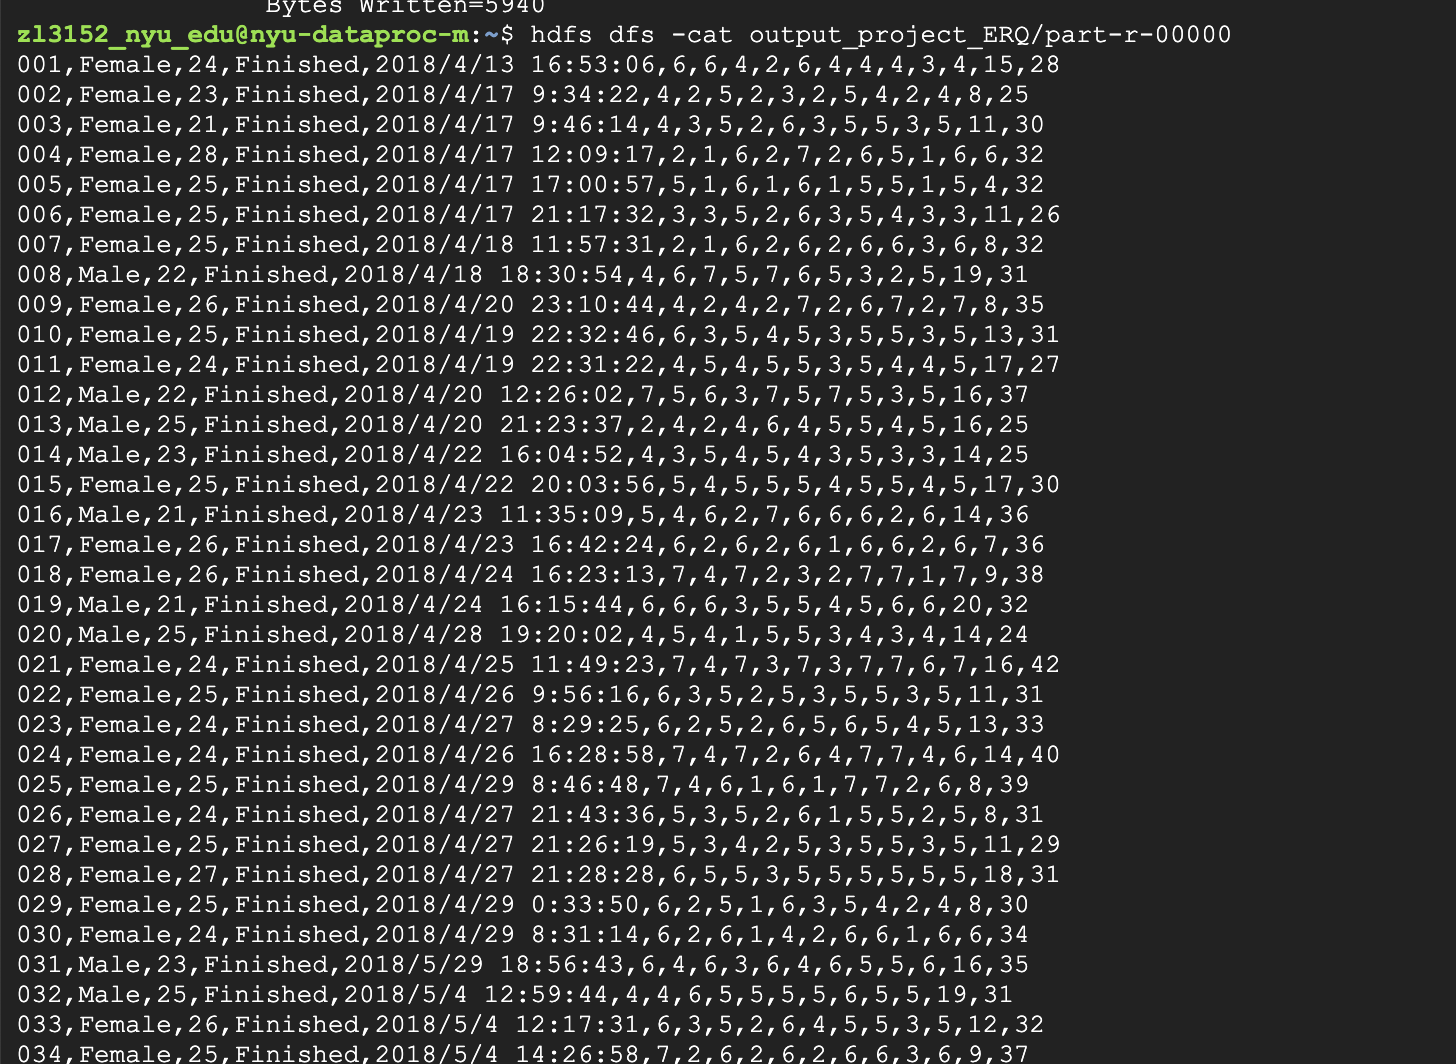 Bytes Written=5940
zl3152_nyu_edu@nyu-dataproc-m:~$ hdfs dfs -cat output_project_ERQ/part-r-00000
001,Female,24,Finished,2018/4/13 16:53:06,6,6,4,2,6,4,4,4,3,4,15,28
002,Female,23,Finished,2018/4/17 9:34:22,4,2,5,2,3,2,5,4,2,4,8,25
003,Female,21,Finished,2018/4/17 9:46:14,4,3,5,2,6,3,5,5,3,5,11,30
004,Female,28,Finished,2018/4/17 12:09:17,2,1,6,2,7,2,6,5,1,6,6,32
005,Female,25,Finished,2018/4/17 17:00:57,5,1,6,1,6,1,5,5,1,5,4,32
006,Female,25,Finished,2018/4/17 21:17:32,3,3,5,2,6,3,5,4,3,3,11,26
007,Female,25,Finished,2018/4/18 11:57:31,2,1,6,2,6,2,6,6,3,6,8,32
008,Male,22,Finished,2018/4/18 18:30:54,4,6,7,5,7,6,5,3,2,5,19,31
009,Female,26,Finished,2018/4/20 23:10:44,4,2,4,2,7,2,6,7,2,7,8,35
010,Female,25,Finished,2018/4/19 22:32:46,6,3,5,4,5,3,5,5,3,5,13,31
011,Female,24,Finished,2018/4/19 22:31:22,4,5,4,5,5,3,5,4,4,5,17,27
012,Male,22,Finished,2018/4/20 12:26:02,7,5,6,3,7,5,7,5,3,5,16,37
013,Male,25,Finished,2018/4/20 21:23:37,2,4,2,4,6,4,5,5,4,5,16,25
014,Male,23,Finished,2018/4/22 16:04:52,4,3,5,4,5,4,3,5,3,3,14,25
015,Female,25,Finished,2018/4/22 20:03:56,5,4,5,5,5,4,5,5,4,5,17,30
016,Male,21,Finished,2018/4/23 11:35:09,5,4,6,2,7,6,6,6,2,6,14,36
017,Female,26,Finished,2018/4/23 16:42:24,6,2,6,2,6,1,6,6,2,6,7,36
018,Female,26,Finished,2018/4/24 16:23:13,7,4,7,2,3,2,7,7,1,7,9,38
019,Male,21,Finished,2018/4/24 16:15:44,6,6,6,3,5,5,4,5,6,6,20,32
020,Male,25,Finished,2018/4/28 19:20:02,4,5,4,1,5,5,3,4,3,4,14,24
021,Female,24,Finished,2018/4/25 11:49:23,7,4,7,3,7,3,7,7,6,7,16,42
022,Female,25,Finished,2018/4/26 9:56:16,6,3,5,2,5,3,5,5,3,5,11,31
023,Female,24,Finished,2018/4/27 8:29:25,6,2,5,2,6,5,6,5,4,5,13,33
024,Female,24,Finished,2018/4/26 16:28:58,7,4,7,2,6,4,7,7,4,6,14,40
025,Female,25,Finished,2018/4/29 8:46:48,7,4,6,1,6,1,7,7,2,6,8,39
026,Female,24,Finished,2018/4/27 21:43:36,5,3,5,2,6,1,5,5,2,5,8,31
027,Female,25,Finished,2018/4/27 21:26:19,5,3,4,2,5,3,5,5,3,5,11,29
028,Female,27,Finished,2018/4/27 21:28:28,6,5,5,3,5,5,5,5,5,5,18,31
029,Female,25,Finished,2018/4/29 0:33:50,6,2,5,1,6,3,5,4,2,4,8,30
030,Female,24,Finished,2018/4/29 8:31:14,6,2,6,1,4,2,6,6,1,6,6,34
031,Male,23,Finished,2018/5/29 18:56:43,6,4,6,3,6,4,6,5,5,6,16,35
032,Male,25,Finished,2018/5/4 12:59:44,4,4,6,5,5,5,5,6,5,5,19,31
033,Female,26,Finished,2018/5/4 12:17:31,6,3,5,2,6,4,5,5,3,5,12,32
034,Female,25,Finished,2018/5/4 14:26:58,7,2,6,2,6,2,6,6,3,6,9,37